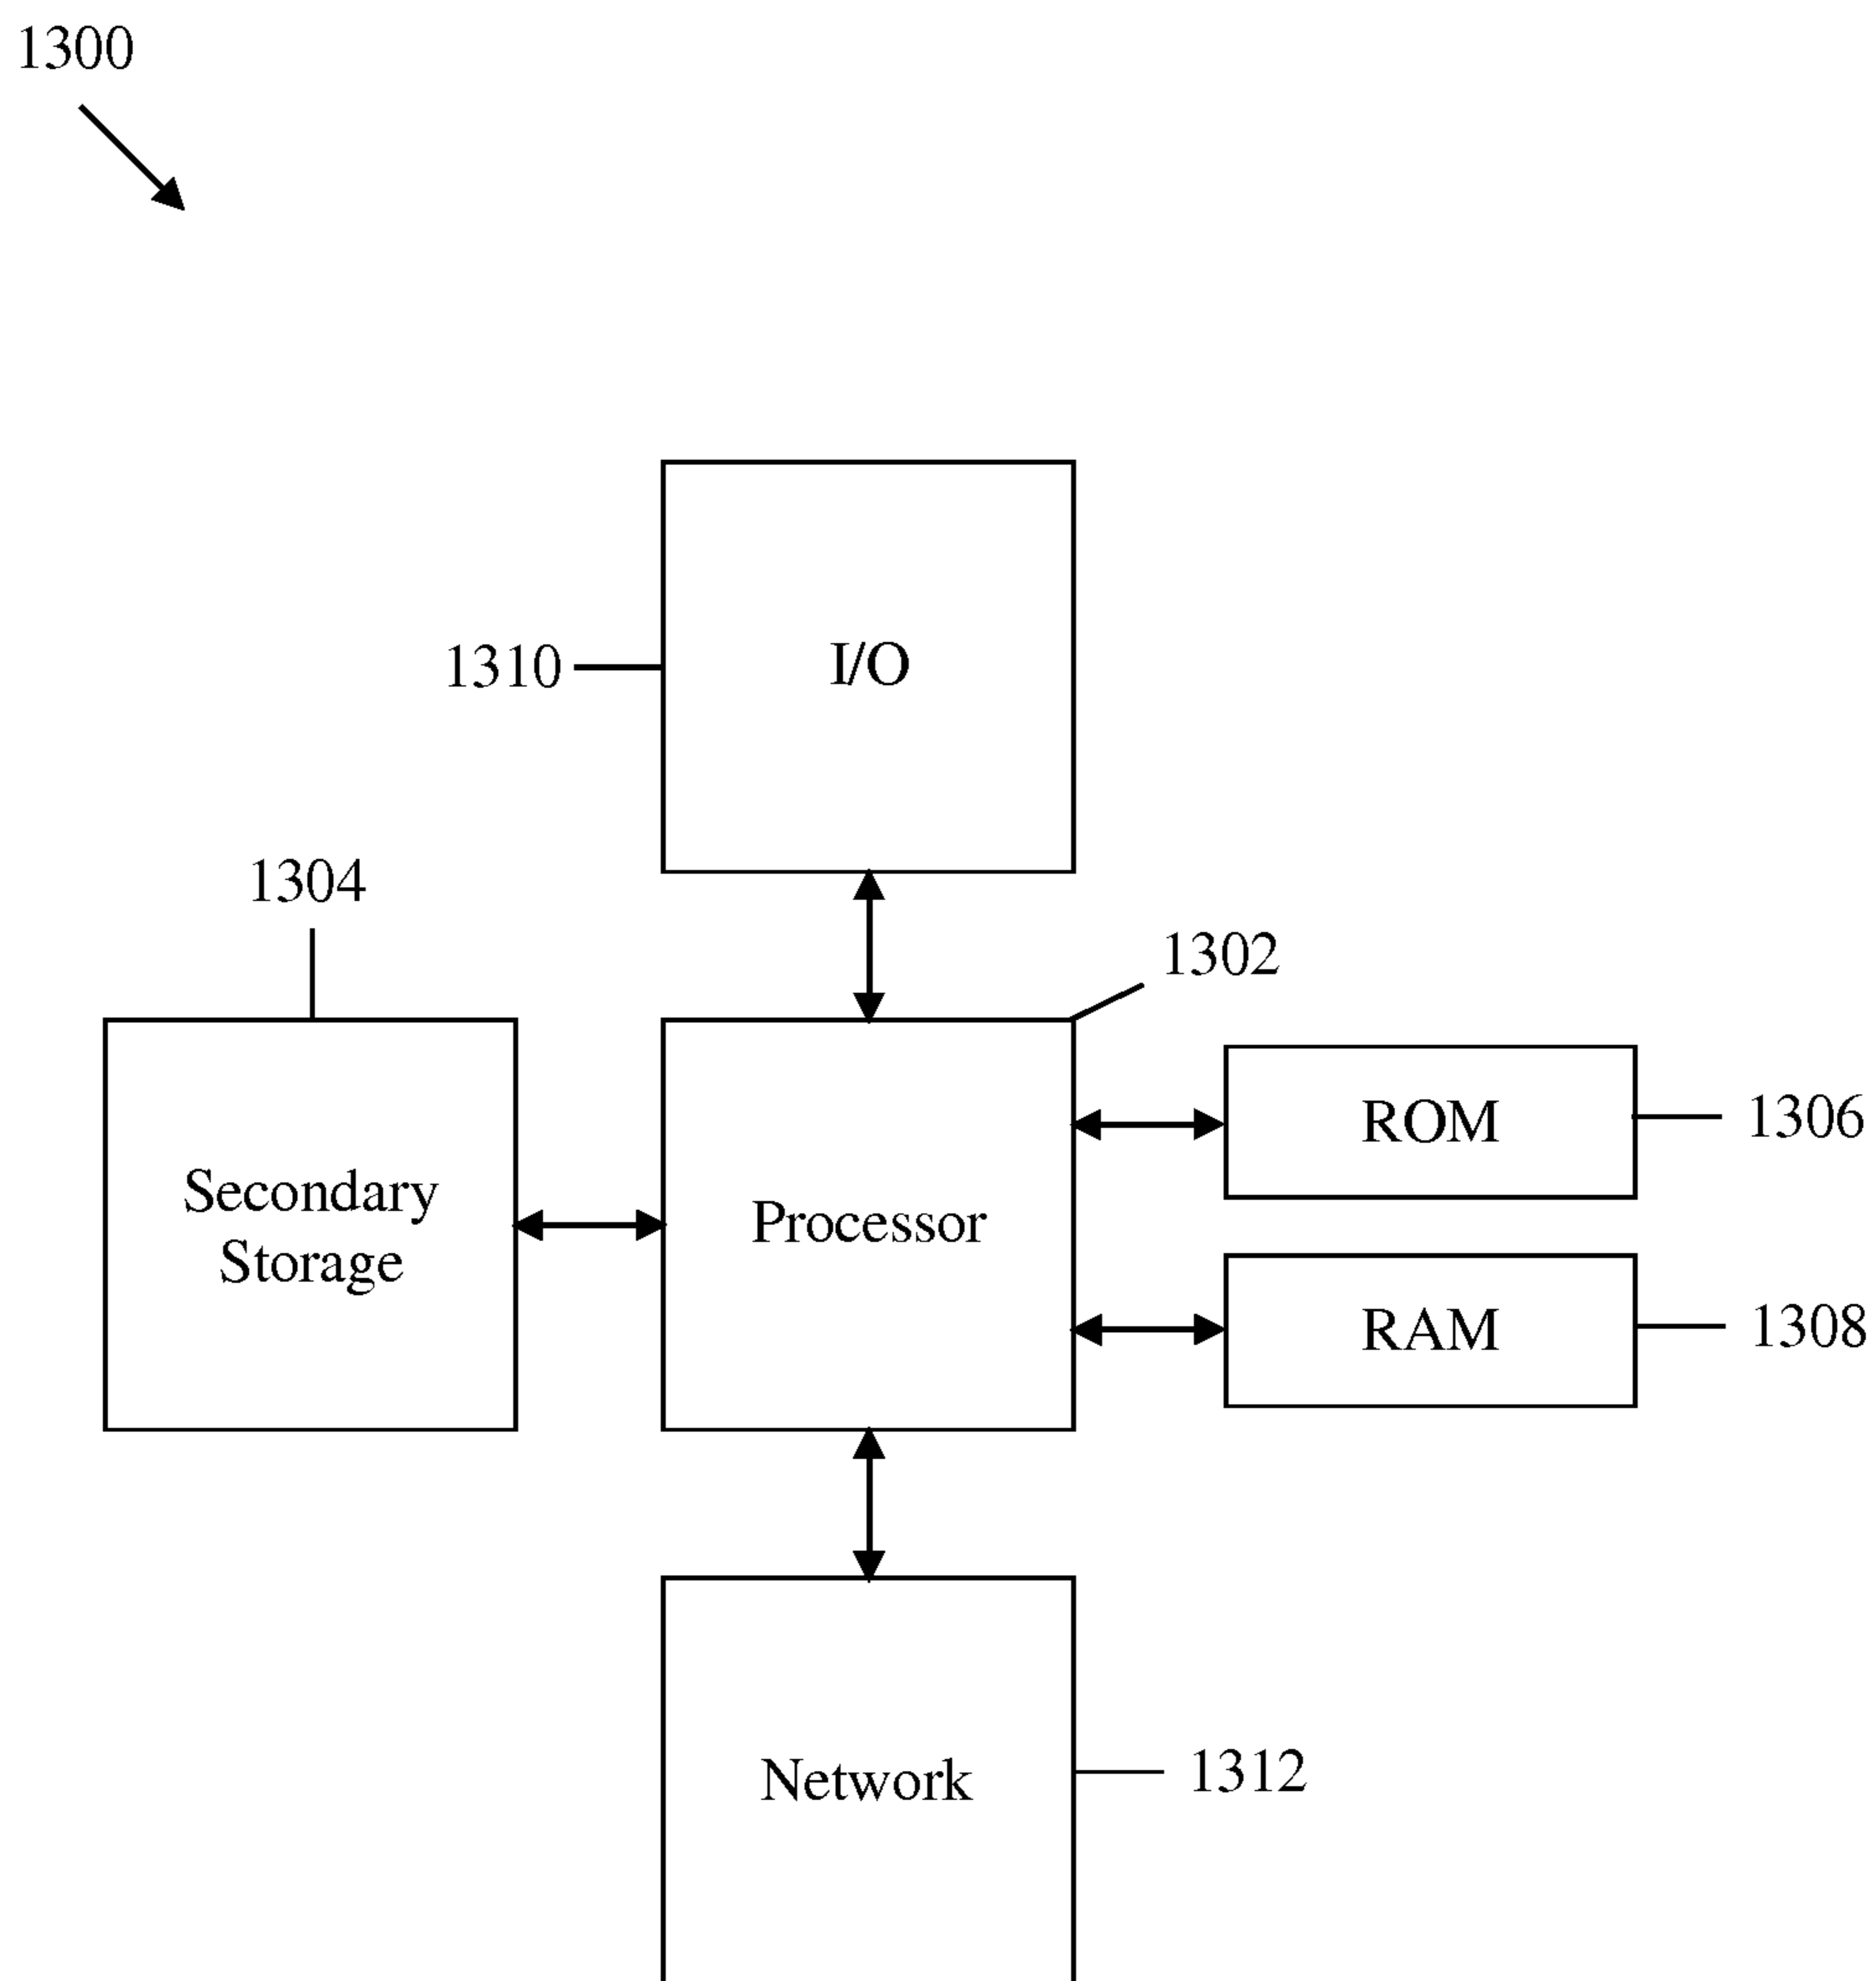 1300
I/O
1310
1304
1302
Secondary
Storage
Processor
ROM
1306
RAM
1308
Network
1312